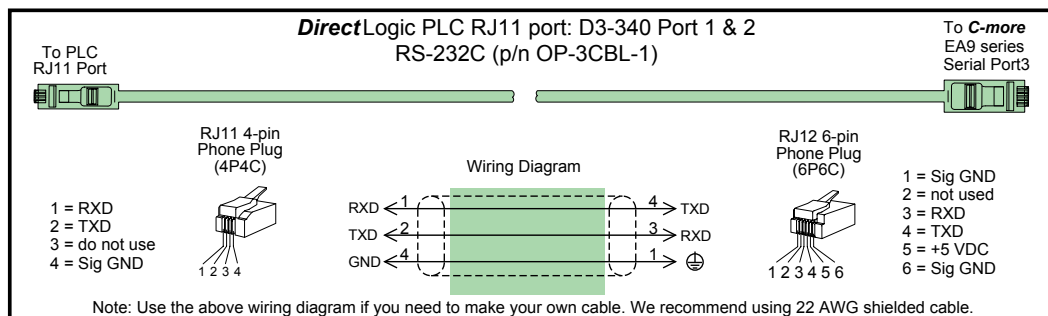 DirectLogic PLC RJ11 port: D3-340 Port 1 & 2
RS-232C (p/n OP-3CBL-1)
To PLC
RJ11 Port
To C-more
EA9 series
Serial Port3
RJ11 4-pin
Phone Plug
(4P4C)
1 = RXD
2 = TXD
3 = do not use
4 = Sig GND
1 2 3 4
Wiring Diagram
RXD 1 4 TXD
TXD 2 3 RXD
GND 4 1
RJ12 6-pin
Phone Plug
(6P6C)
1 2 3 4 5 6
1 = Sig GND
2 = not used
3 = RXD
4 = TXD
5 = +5 VDC
6 = Sig GND
Note: Use the above wiring diagram if you need to make your own cable. We recommend using 22 AWG shielded cable.